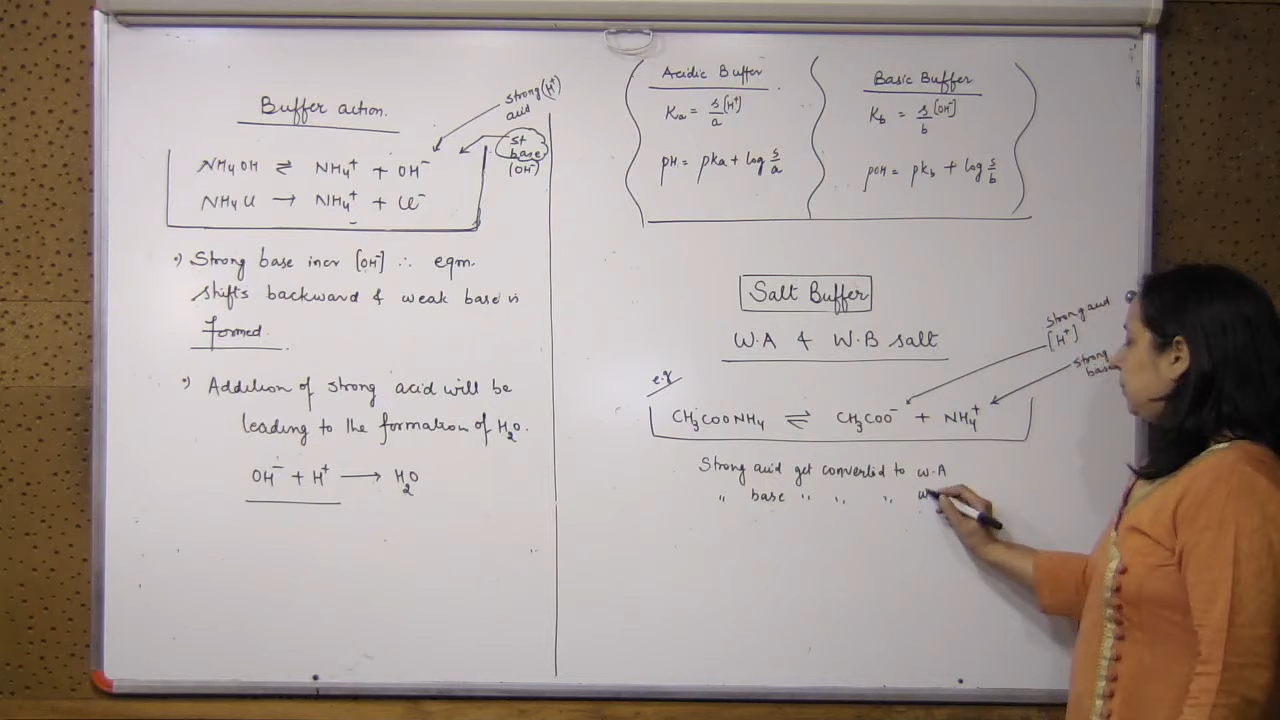 Buffer action.
strong (H⁺)
acid
st
base
(OH⁻)
NH4OH ⇌ NH4⁺ + OH⁻
NH4Cl → NH4⁺ + Cl⁻
•) Strong base incr [OH⁻] ∴ eqm.
shifts backward & weak base is
formed.
•) Addition of strong acid will be
leading to the formation of H2O.
OH⁻ + H⁺ → H2O
Acidic Buffer
Ka = s/a [H⁺]
pH = pka + log s/a
Basic Buffer
Kb = s/b [OH⁻]
pOH = pkb + log s/b
Salt Buffer
W.A & W.B salt
strong acid
[H⁺]
strong
base
e.g
CH3COONH4 ⇌ CH3COO⁻ + NH4⁺
Strong acid get converted to W.A
" base " " " w